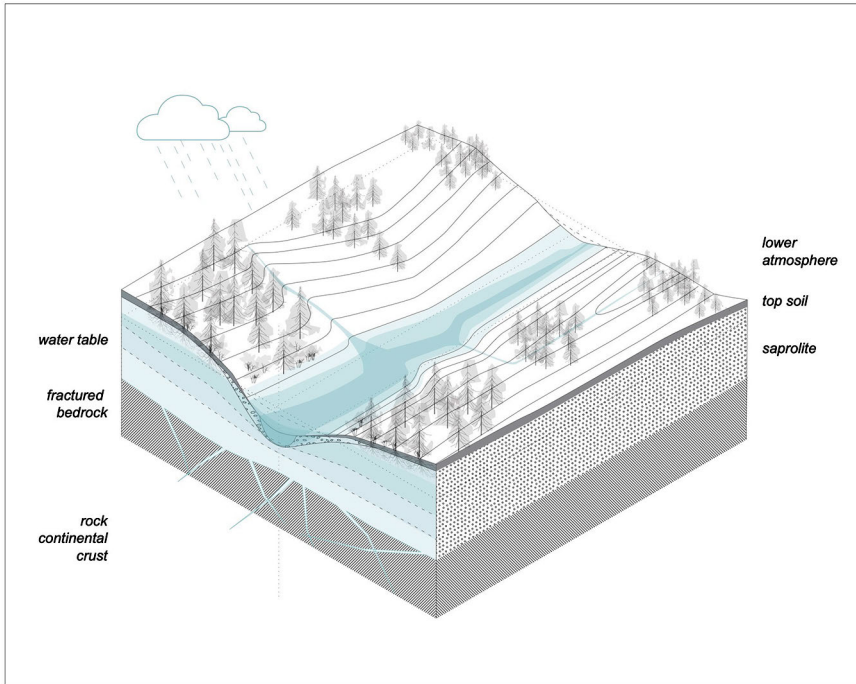 lower
atmosphere
top soil
saprolite
water table
fractured
bedrock
rock
continental
crust